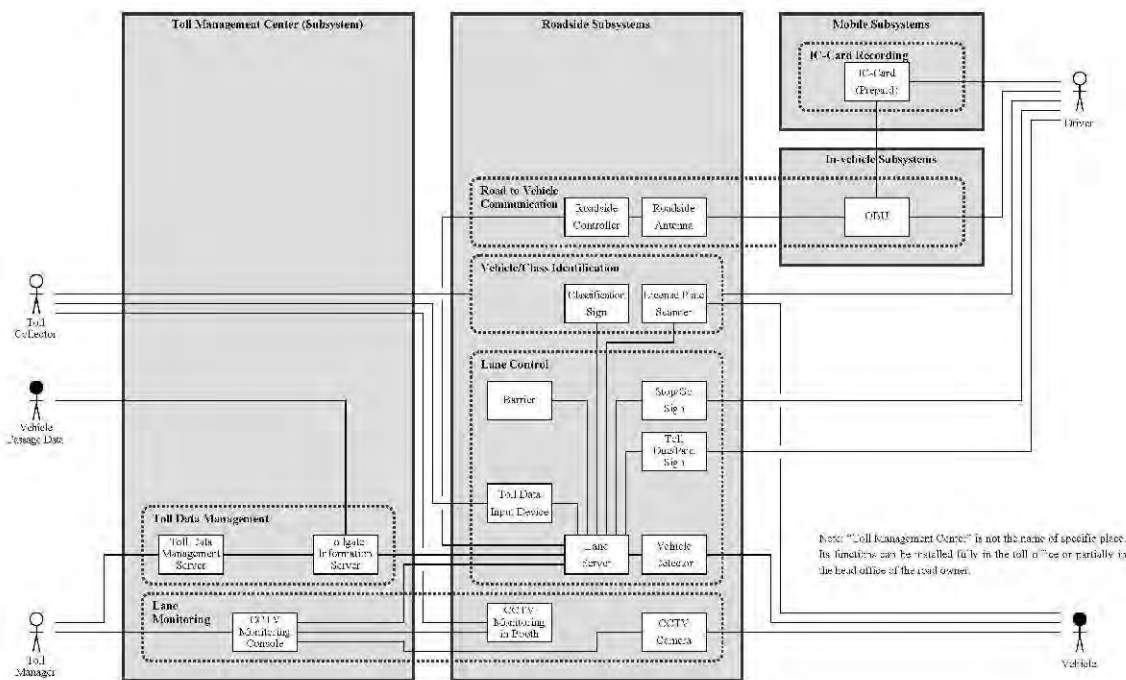 Toll Management Center (Subsystem)
Roadside Subsystems
Mobile Subsystems
IC-Card Recording
IC-Card
(Prepaid)
Driver
In-vehicle Subsystems
Road to Vehicle
Communication
Roadside
Controller
Roadside
Antenna
OBU
Vehicle/Class Identification
Classification
Sign
License Plate
Scanner
Toll
Collector
Lane Control
Barrier
Stop/Go
Sign
Toll
Sign
Vehicle
Passage Data
Toll Data
Input Device
Toll Data Management
Toll Data
Management
Server
Tollgate
Information
Server
Lane
Server
Vehicle
Detector
Note: "Toll Management Center" is not the name of specific place.
Its functions can be installed fully in the toll office or partially in
the head office of the road owner.
Lane
Monitoring
CCTV
Monitoring
Console
CCTV
Monitoring
in Booth
CCTV
Camera
Toll
Manager
Vehicle